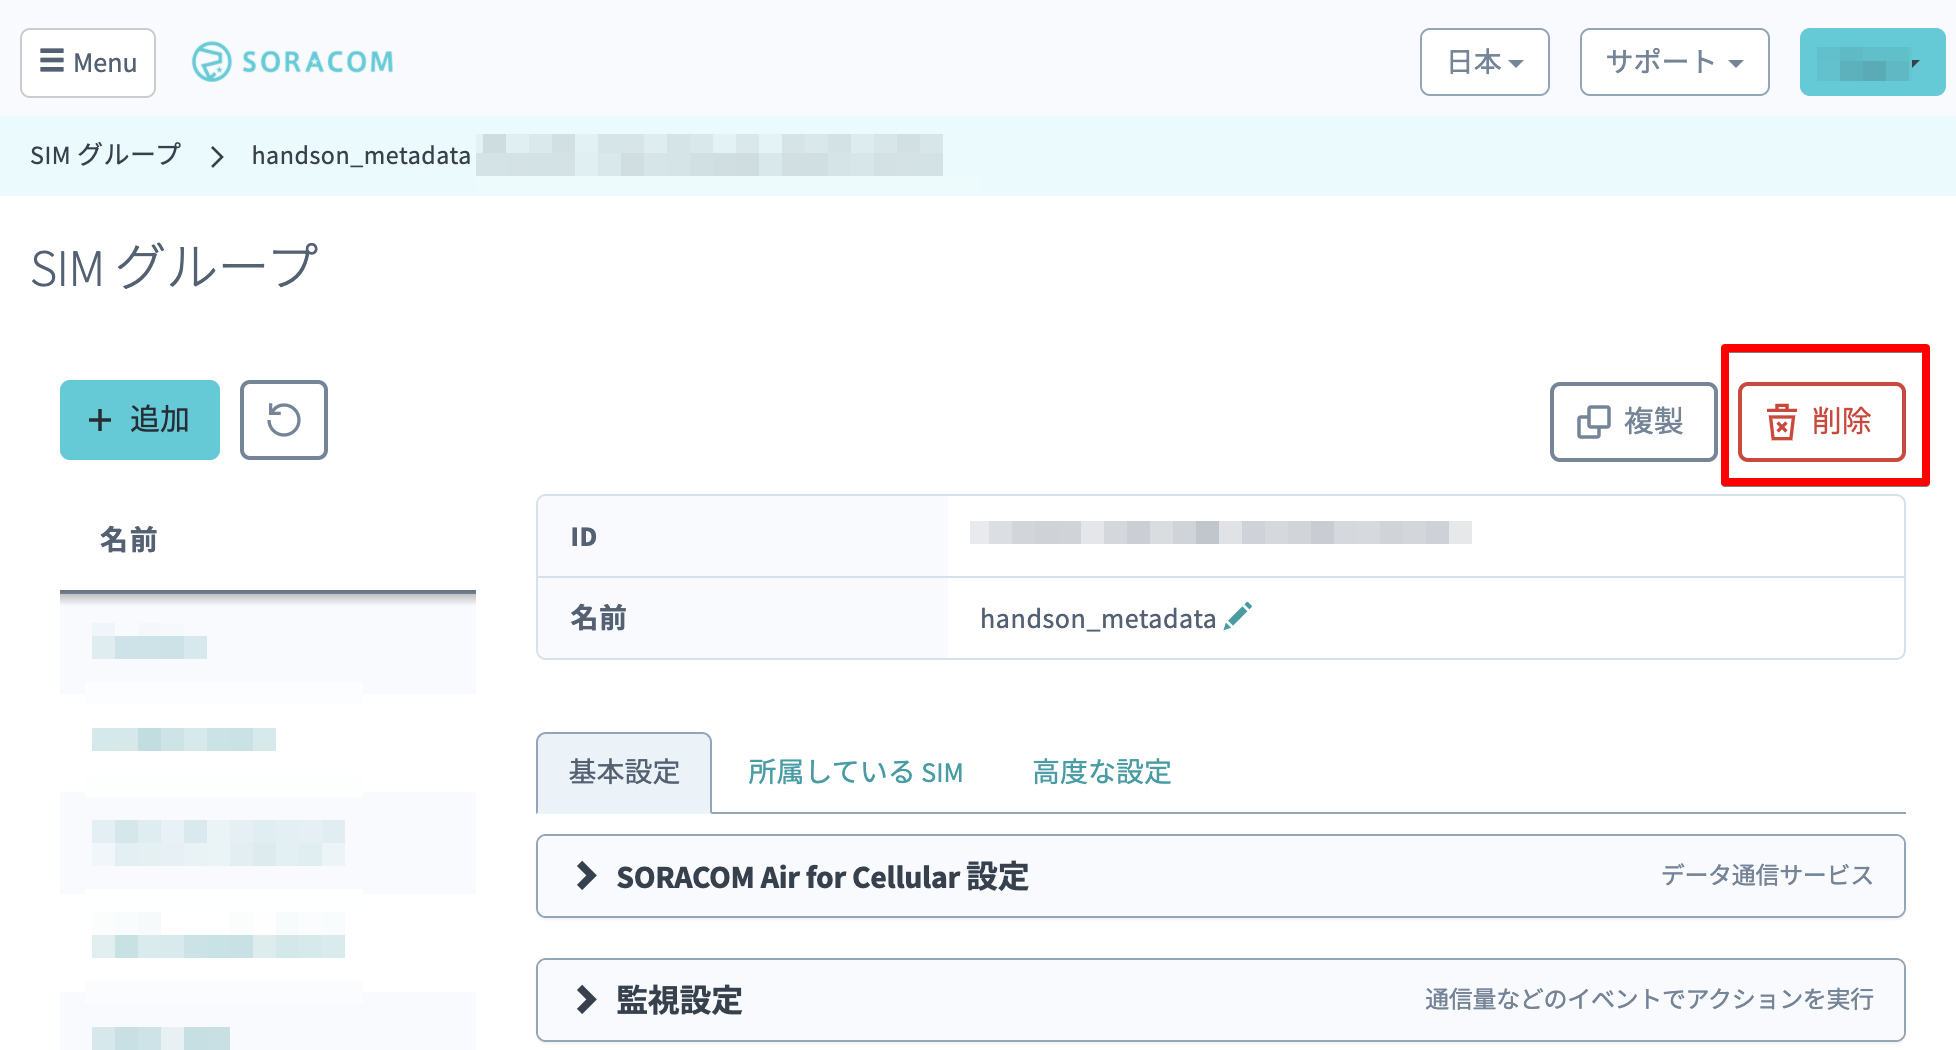 Menu
SORACOM
日本
サポート
SIM グループ
handson_metadata
SIM グループ
追加
複製
削除
名前
ID
名前
handson_metadata
基本設定
所属している SIM
高度な設定
SORACOM Air for Cellular 設定
データ通信サービス
監視設定
通信量などのイベントでアクションを実行